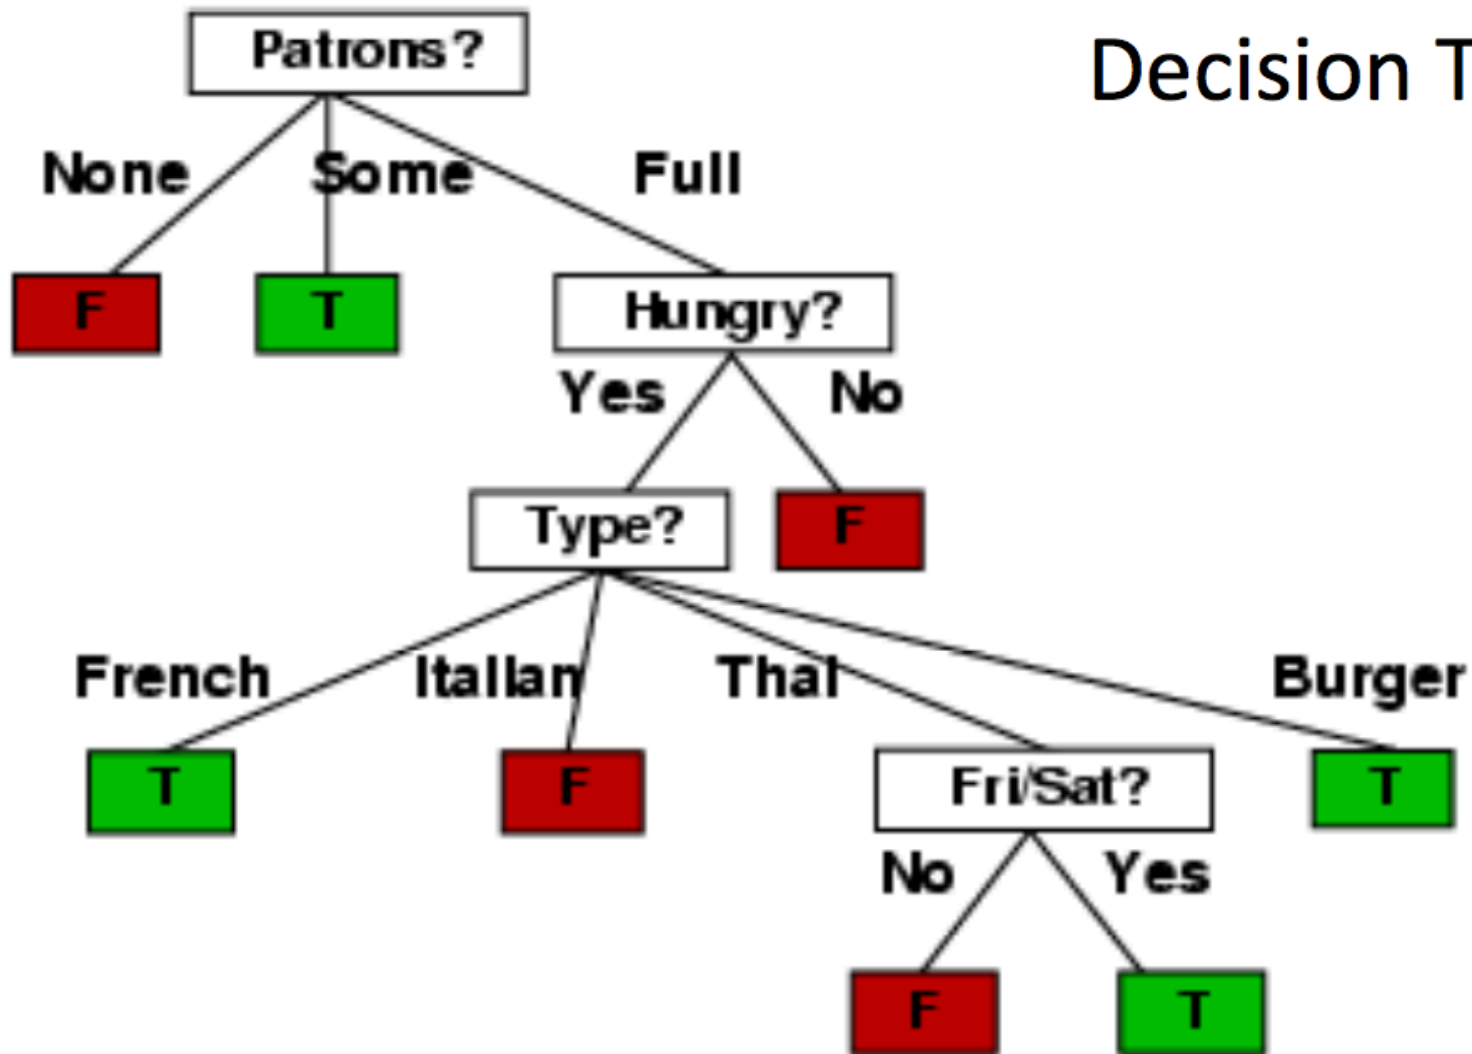 Patrons?
Decision T
None Some Full
F T Hungry?
Yes No
Type? F
French Italian Thai Burger
T F Fri/Sat? T
No Yes
F T